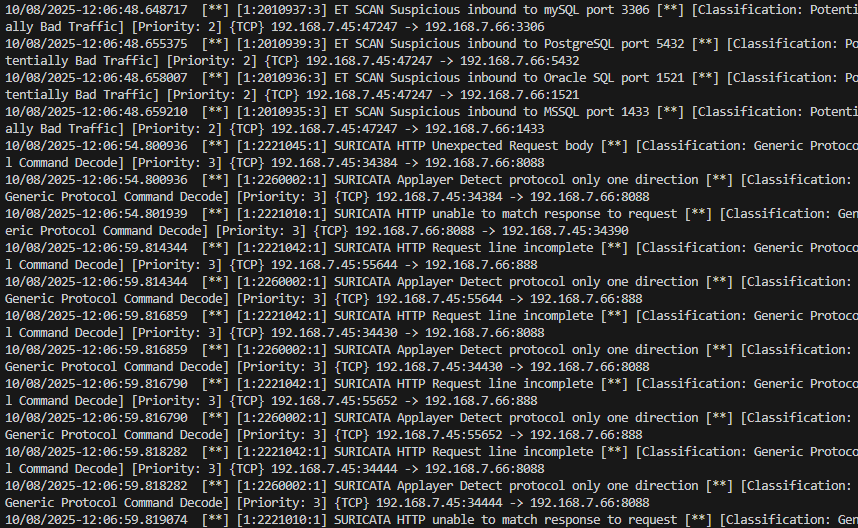 10/08/2025-12:06:48.648717  [**] [1:2010937:3] ET SCAN Suspicious inbound to mySQL port 3306 [**] [Classification: Potenti
ally Bad Traffic] [Priority: 2] {TCP} 192.168.7.45:47247 -> 192.168.7.66:3306
10/08/2025-12:06:48.655375  [**] [1:2010939:3] ET SCAN Suspicious inbound to PostgreSQL port 5432 [**] [Classification: Po
tentially Bad Traffic] [Priority: 2] {TCP} 192.168.7.45:47247 -> 192.168.7.66:5432
10/08/2025-12:06:48.658007  [**] [1:2010936:3] ET SCAN Suspicious inbound to Oracle SQL port 1521 [**] [Classification: Po
tentially Bad Traffic] [Priority: 2] {TCP} 192.168.7.45:47247 -> 192.168.7.66:1521
10/08/2025-12:06:48.659210  [**] [1:2010935:3] ET SCAN Suspicious inbound to MSSQL port 1433 [**] [Classification: Potenti
ally Bad Traffic] [Priority: 2] {TCP} 192.168.7.45:47247 -> 192.168.7.66:1433
10/08/2025-12:06:54.800936  [**] [1:2221045:1] SURICATA HTTP Unexpected Request body [**] [Classification: Generic Protoco
l Command Decode] [Priority: 3] {TCP} 192.168.7.45:34384 -> 192.168.7.66:8088
10/08/2025-12:06:54.800936  [**] [1:2260002:1] SURICATA Applayer Detect protocol only one direction [**] [Classification:
Generic Protocol Command Decode] [Priority: 3] {TCP} 192.168.7.45:34384 -> 192.168.7.66:8088
10/08/2025-12:06:54.801939  [**] [1:2221010:1] SURICATA HTTP unable to match response to request [**] [Classification: Gen
eric Protocol Command Decode] [Priority: 3] {TCP} 192.168.7.66:8088 -> 192.168.7.45:34390
10/08/2025-12:06:59.814344  [**] [1:2221042:1] SURICATA HTTP Request line incomplete [**] [Classification: Generic Protoco
l Command Decode] [Priority: 3] {TCP} 192.168.7.45:55644 -> 192.168.7.66:888
10/08/2025-12:06:59.814344  [**] [1:2260002:1] SURICATA Applayer Detect protocol only one direction [**] [Classification:
Generic Protocol Command Decode] [Priority: 3] {TCP} 192.168.7.45:55644 -> 192.168.7.66:888
10/08/2025-12:06:59.816859  [**] [1:2221042:1] SURICATA HTTP Request line incomplete [**] [Classification: Generic Protoco
l Command Decode] [Priority: 3] {TCP} 192.168.7.45:34430 -> 192.168.7.66:8088
10/08/2025-12:06:59.816859  [**] [1:2260002:1] SURICATA Applayer Detect protocol only one direction [**] [Classification:
Generic Protocol Command Decode] [Priority: 3] {TCP} 192.168.7.45:34430 -> 192.168.7.66:8088
10/08/2025-12:06:59.816790  [**] [1:2221042:1] SURICATA HTTP Request line incomplete [**] [Classification: Generic Protoco
l Command Decode] [Priority: 3] {TCP} 192.168.7.45:55652 -> 192.168.7.66:888
10/08/2025-12:06:59.816790  [**] [1:2260002:1] SURICATA Applayer Detect protocol only one direction [**] [Classification:
Generic Protocol Command Decode] [Priority: 3] {TCP} 192.168.7.45:55652 -> 192.168.7.66:888
10/08/2025-12:06:59.818282  [**] [1:2221042:1] SURICATA HTTP Request line incomplete [**] [Classification: Generic Protoco
l Command Decode] [Priority: 3] {TCP} 192.168.7.45:34444 -> 192.168.7.66:8088
10/08/2025-12:06:59.818282  [**] [1:2260002:1] SURICATA Applayer Detect protocol only one direction [**] [Classification:
Generic Protocol Command Decode] [Priority: 3] {TCP} 192.168.7.45:34444 -> 192.168.7.66:8088
10/08/2025-12:06:59.819074  [**] [1:2221010:1] SURICATA HTTP unable to match response to request [**] [Classification: Gen